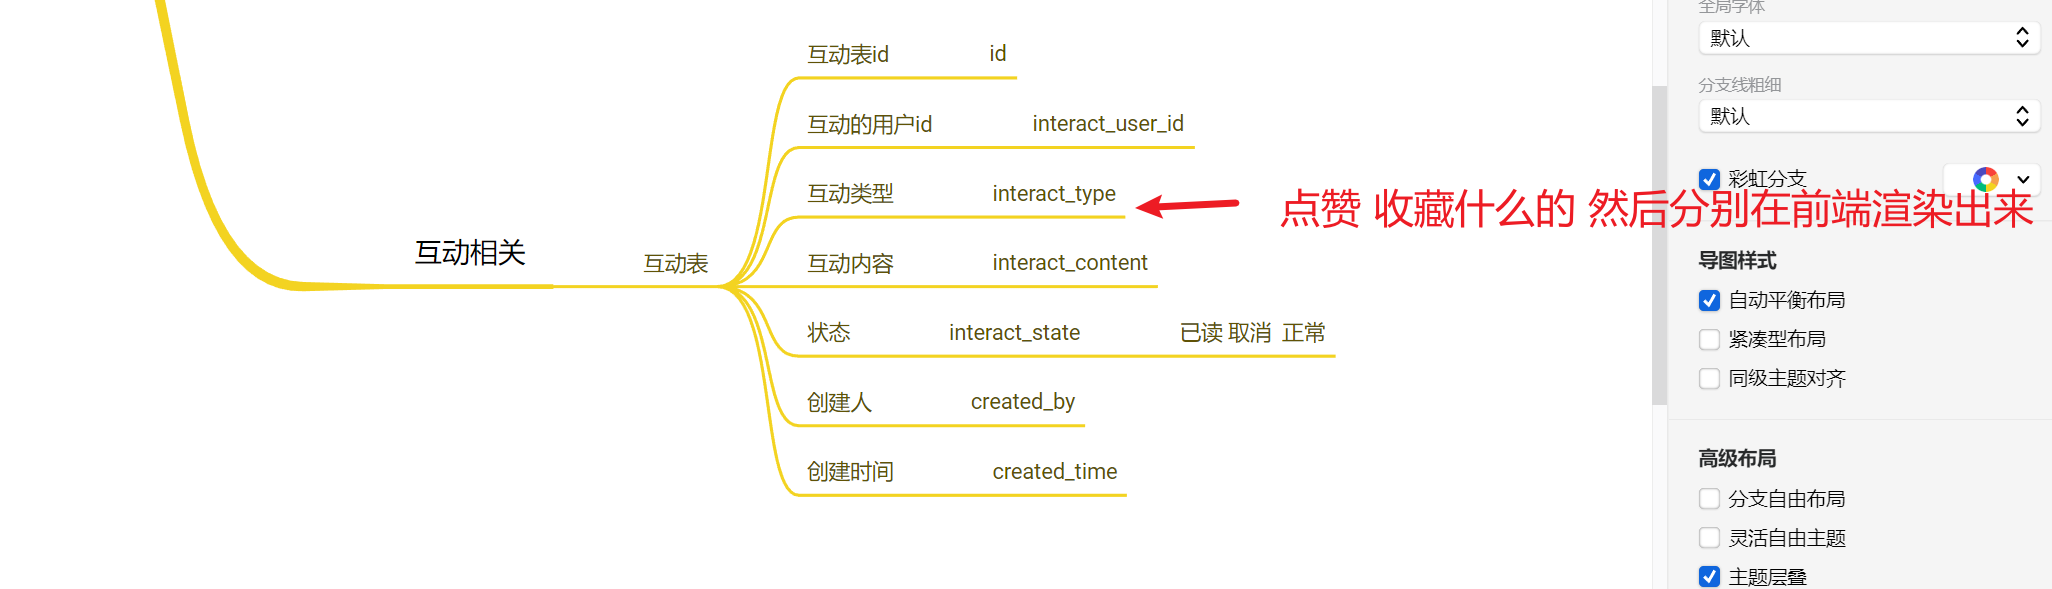 互动相关
互动表
互动表id id
互动的用户id interact_user_id
互动类型 interact_type
互动内容 interact_content
状态 interact_state 已读 取消 正常
创建人 created_by
创建时间 created_time
点赞 收藏什么的 然后分别在前端渲染出来
全局字体
默认
分支线粗细
默认
彩虹分支
导图样式
自动平衡布局
紧凑型布局
同级主题对齐
高级布局
分支自由布局
灵活自由主题
主题层叠